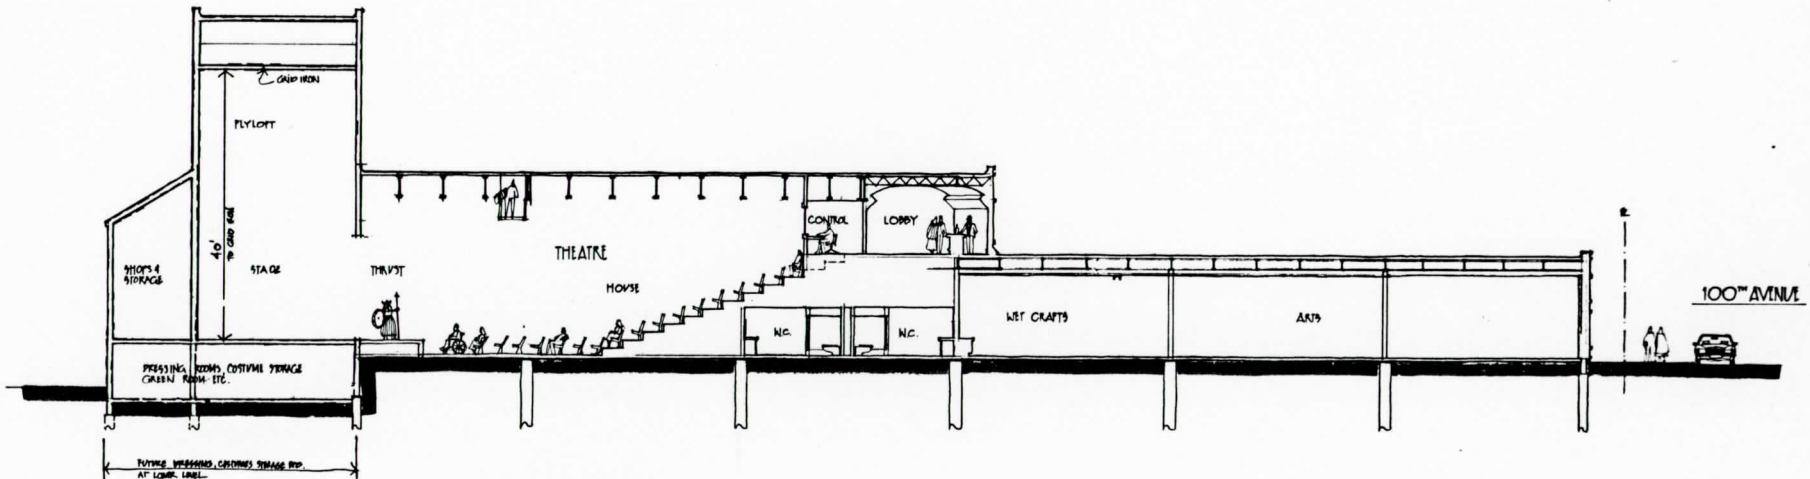 GRID IRON
FLYLOFT
40'
TO GRID IRON
SHOPS &
STORAGE
STAGE
THRUST
THEATRE
HOUSE
CONTROL
LOBBY
W.C.
W.C.
WET CRAFTS
ARTS
100TH AVENUE
DRESSING ROOMS, COSTUME STORAGE
GREEN ROOM ETC.
FUTURE DRESSING, COSTUMES STORAGE ETC.
AT LOWER LEVEL